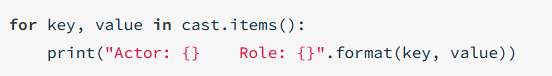 for key, value in cast.items():
    print("Actor: {}    Role: {}".format(key, value))